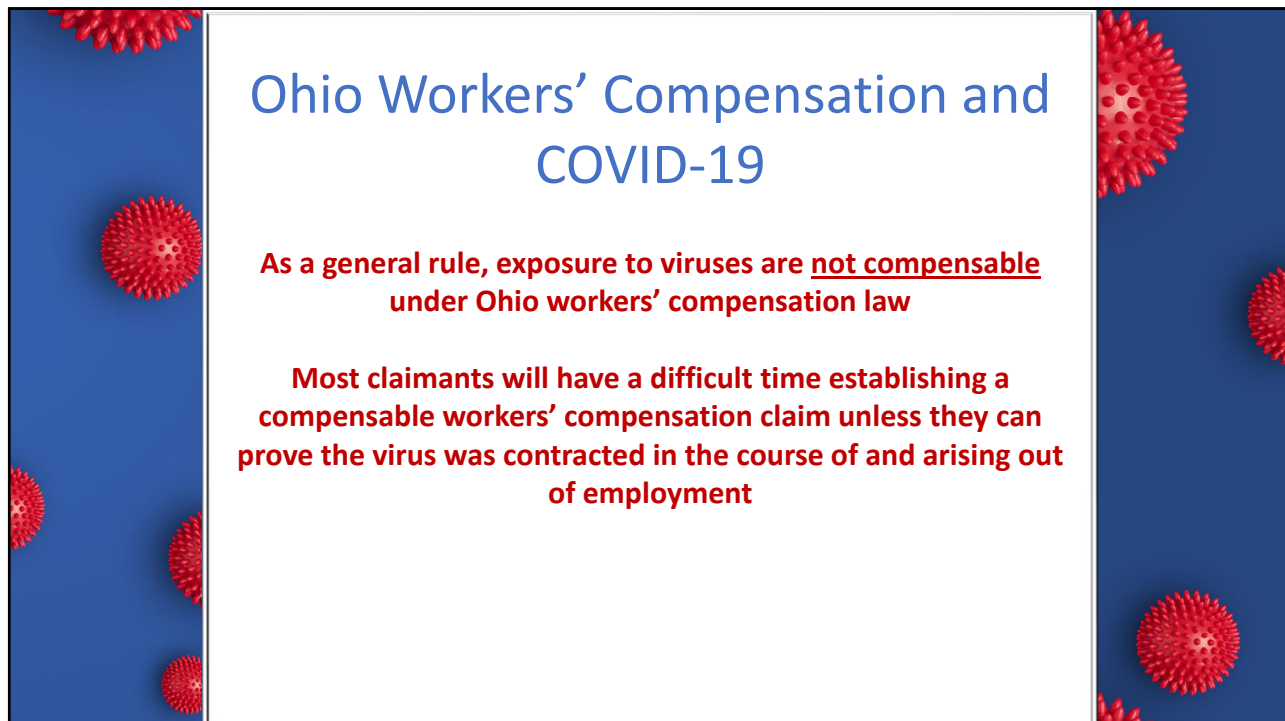 Ohio Workers’ Compensation and
COVID-19
As a general rule, exposure to viruses are not compensable
under Ohio workers’ compensation law
Most claimants will have a difficult time establishing a
compensable workers’ compensation claim unless they can
prove the virus was contracted in the course of and arising out
of employment